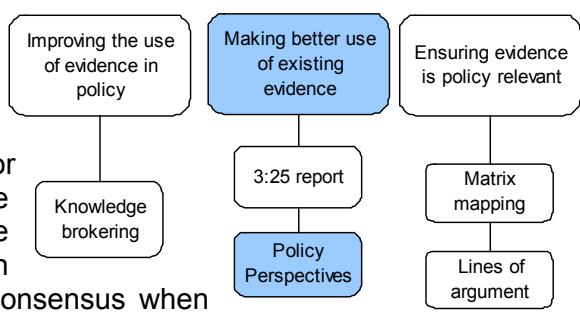 Improving the use
of evidence in
policy
Making better use
of existing
evidence
Ensuring evidence
is policy relevant
Knowledge
brokering
3:25 report
Policy
Perspectives
Matrix
mapping
Lines of
argument
or
e
e
n
onsensus when